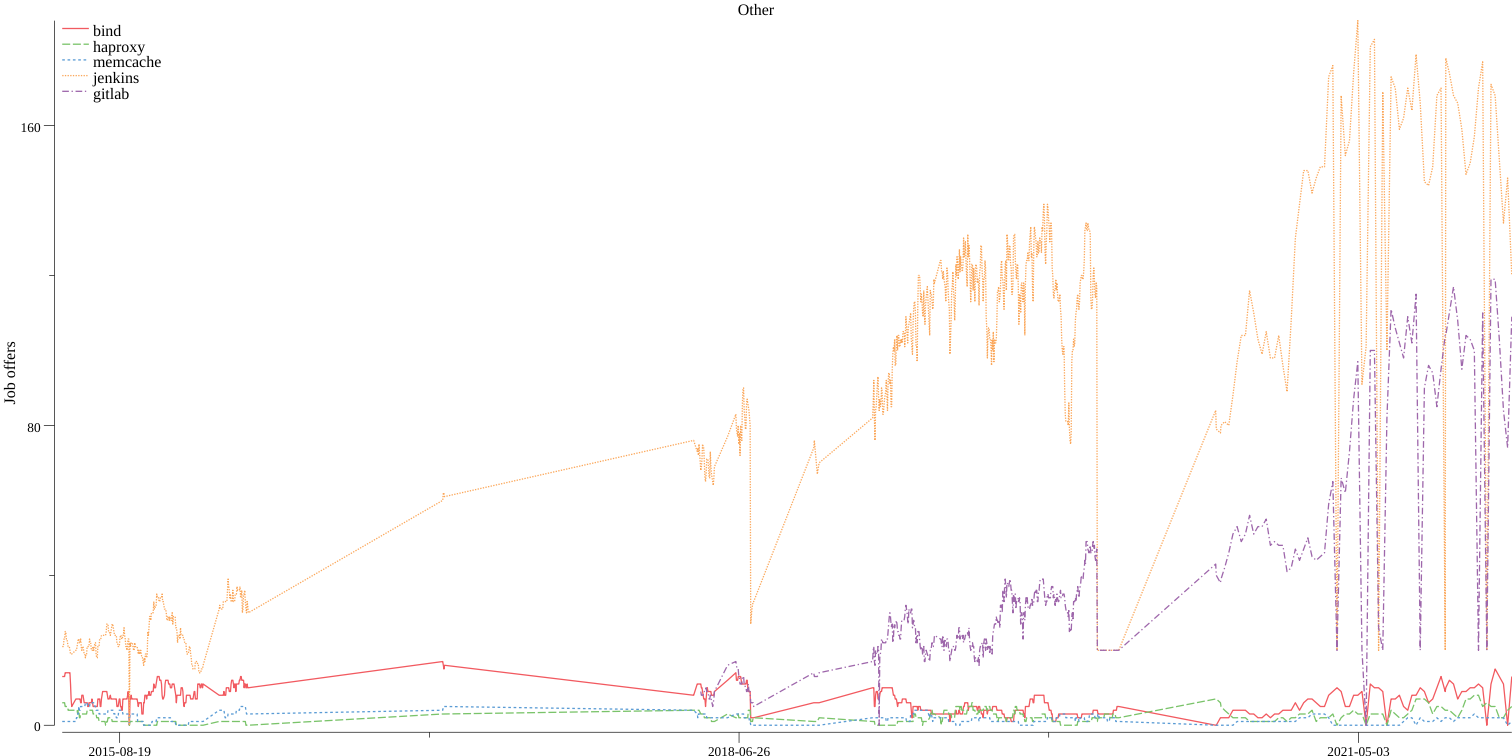 Other
bind
haproxy
memcache
jenkins
gitlab
160
80
0
Job offers
2015-08-19
2018-06-26
2021-05-03